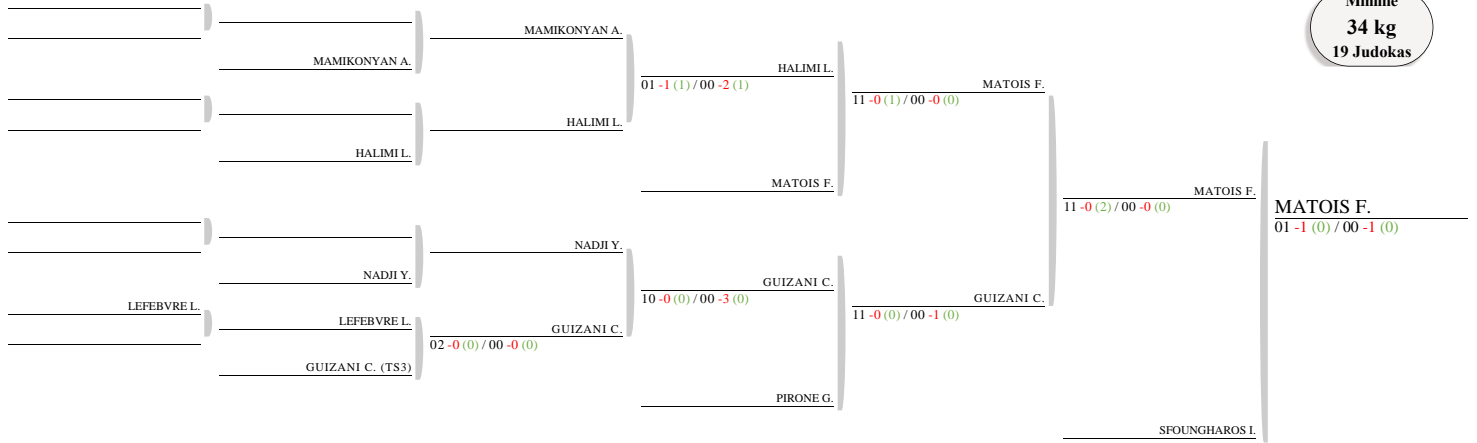 Minime
34 kg
19 Judokas
MAMIKONYAN A.
MAMIKONYAN A.
HALIMI L.
01 -1 (1) / 00 -2 (1)
MATOIS F.
11 -0 (1) / 00 -0 (0)
HALIMI L.
HALIMI L.
MATOIS F.
MATOIS F.
11 -0 (2) / 00 -0 (0)
MATOIS F.
01 -1 (0) / 00 -1 (0)
NADJI Y.
NADJI Y.
GUIZANI C.
10 -0 (0) / 00 -3 (0)
GUIZANI C.
11 -0 (0) / 00 -1 (0)
LEFEBVRE L.
LEFEBVRE L.
GUIZANI C.
02 -0 (0) / 00 -0 (0)
GUIZANI C. (TS3)
PIRONE G.
SFOUNGHAROS I.